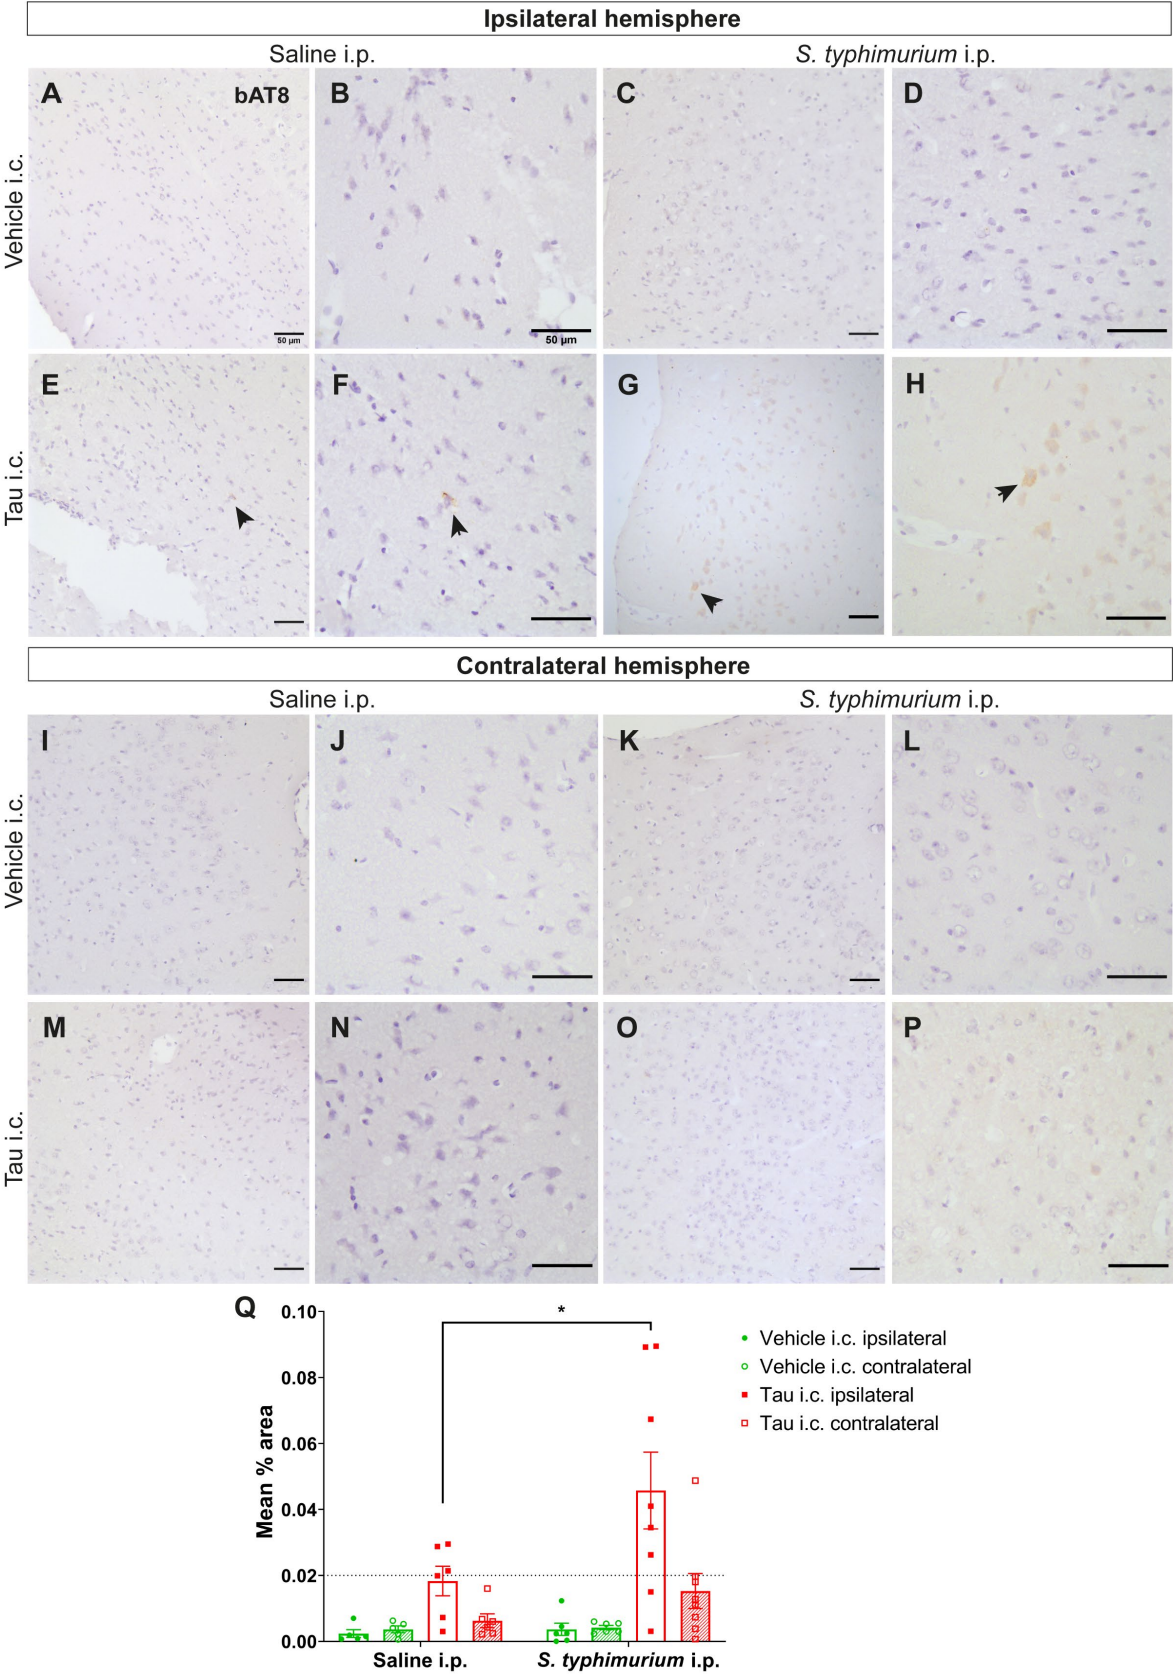 Ipsilateral hemisphere
Saline i.p.
S. typhimurium i.p.
Vehicle i.c.
A
bAT8
B
C
D
50 µm
50 µm
Tau i.c.
E
F
G
H
Contralateral hemisphere
Saline i.p.
S. typhimurium i.p.
Vehicle i.c.
I
J
K
L
Tau i.c.
M
N
O
P
Q
Mean % area
0.10
0.08
0.06
0.04
0.02
0.00
*
Saline i.p.
S. typhimurium i.p.
Vehicle i.c. ipsilateral
Vehicle i.c. contralateral
Tau i.c. ipsilateral
Tau i.c. contralateral